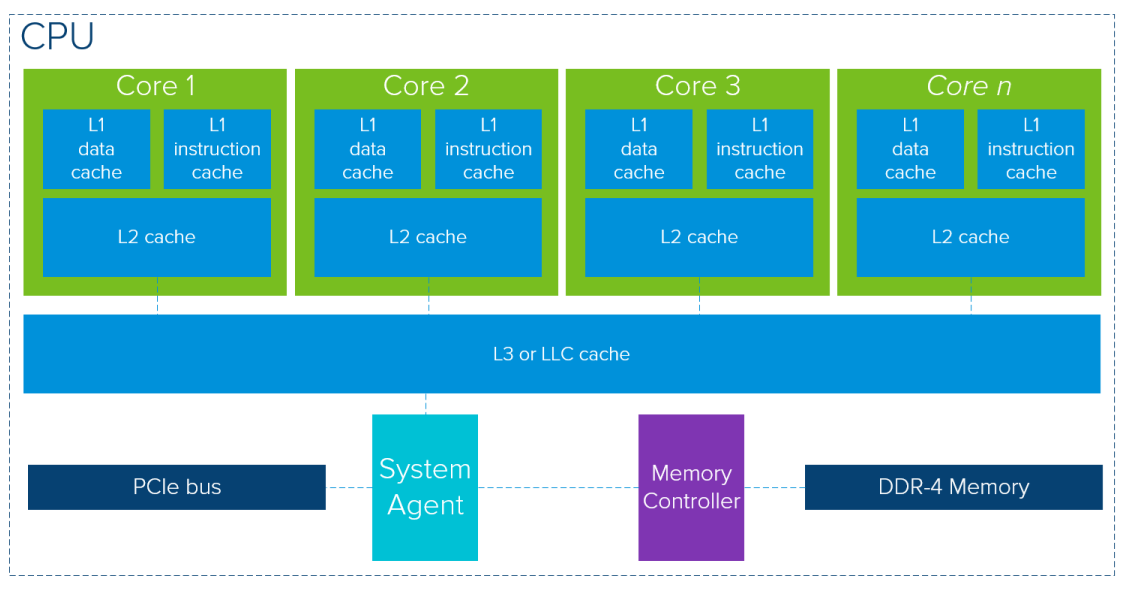 CPU
Core 1
L1
data
cache
L1
instruction
cache
L2 cache
Core 2
L1
data
cache
L1
instruction
cache
L2 cache
Core 3
L1
data
cache
L1
instruction
cache
L2 cache
Core n
L1
data
cache
L1
instruction
cache
L2 cache
L3 or LLC cache
PCIe bus
System
Agent
Memory
Controller
DDR-4 Memory